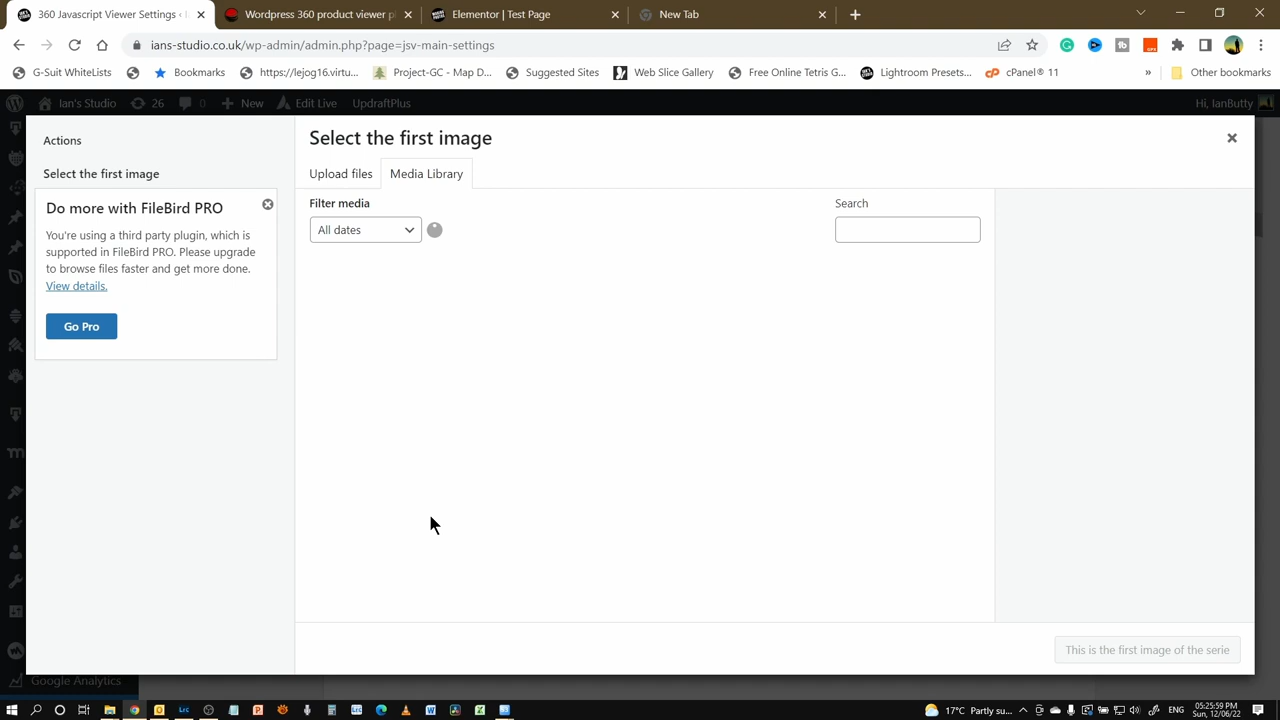 360 Javascript Viewer Settings ‹ I
Wordpress 360 product viewer p
Elementor | Test Page
New Tab
ians-studio.co.uk/wp-admin/admin.php?page=jsv-main-settings
G-Suit WhiteLists
Bookmarks
https://lejog16.virtu...
Project-GC - Map D...
Suggested Sites
Web Slice Gallery
Free Online Tetris G...
Lightroom Presets...
cPanel® 11
»
Other bookmarks
Ian's Studio
26
0
New
Edit Live
UpdraftPlus
Hi, IanButty
Actions
Select the first image
Do more with FileBird PRO
You're using a third party plugin, which is
supported in FileBird PRO. Please upgrade
to browse files faster and get more done.
View details.
Go Pro
Select the first image
Upload files
Media Library
Filter media
All dates
Search
This is the first image of the serie
Google Analytics
17°C Partly su...
ENG
05:25:59 PM
Sun, 12/06/22